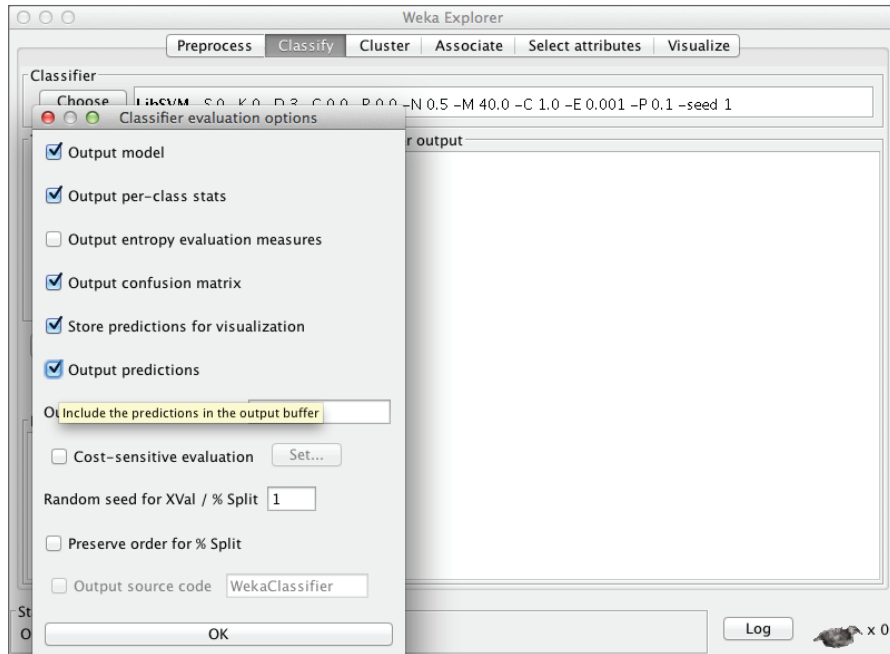 Weka Explorer
Preprocess Classify Cluster Associate Select attributes Visualize
Classifier
Choose LibSVM -S 0 -K 0 -D 3 -G 0.0 -R 0.0 -N 0.5 -M 40.0 -C 1.0 -E 0.001 -P 0.1 -seed 1
Classifier evaluation options
r output
Output model
Output per-class stats
Output entropy evaluation measures
Output confusion matrix
Store predictions for visualization
Output predictions
Ou
Include the predictions in the output buffer
Cost-sensitive evaluation Set...
Random seed for XVal / % Split 1
Preserve order for % Split
Output source code WekaClassifier
St
O
OK
Log x 0